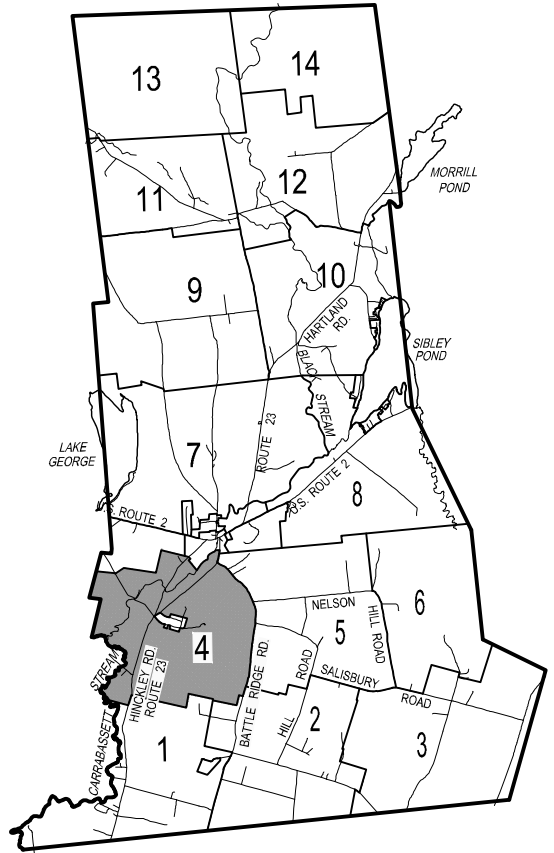 13
14
MORRILL
POND
12
11
10
9
HARTLAND
RD.
SIBLEY
POND
BLACK STREAM
LAKE
GEORGE
7
ROUTE 23
U.S. ROUTE 2
8
.S. ROUTE 2
6
NELSON
HILL ROAD
5
4
STREAM
CARRABASSETT
HINCKLEY RD.
ROUTE 23
BATTLE RIDGE RD.
HILL ROAD
SALISBURY
ROAD
2
3
1